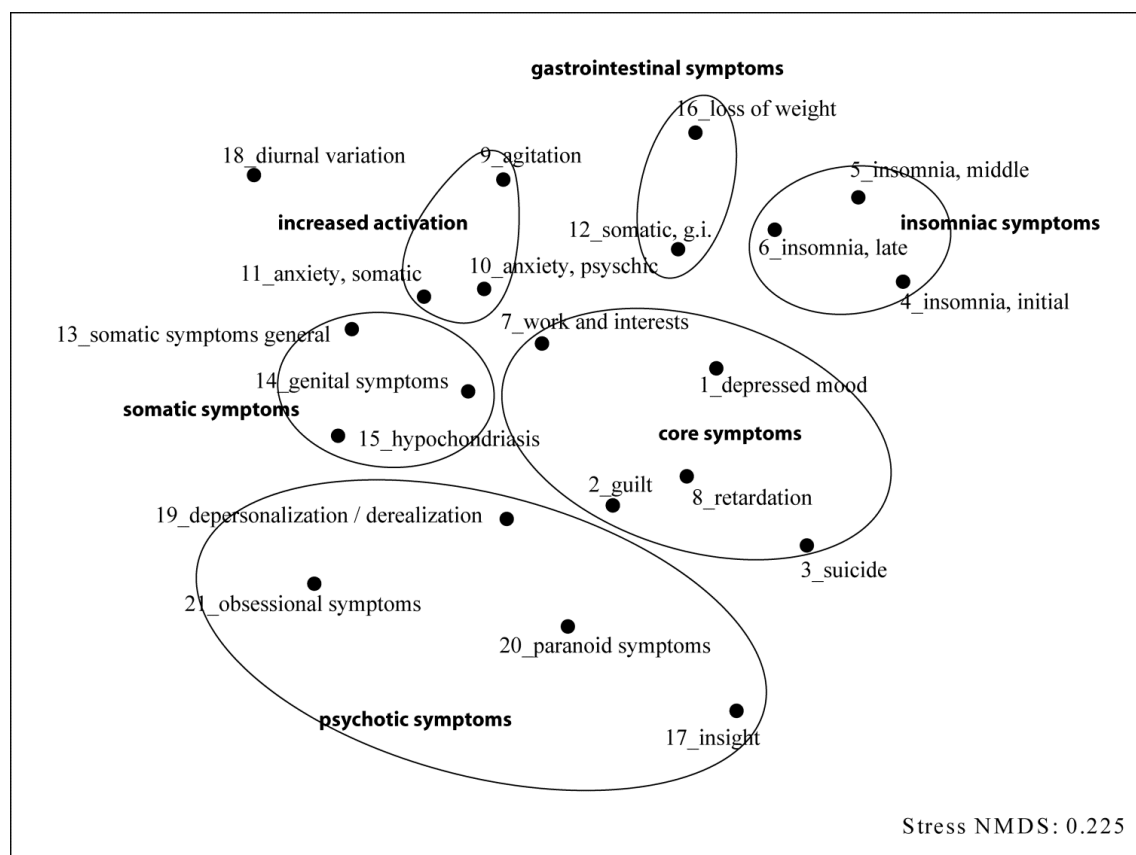 gastrointestinal symptoms
16_loss of weight
18_diurnal variation
9_agitation
5_insomnia, middle
increased activation
12_somatic, g.i.
insomniac symptoms
6_insomnia, late
11_anxiety, somatic
10_anxiety, psyschic
4_insomnia, initial
13_somatic symptoms general
7_work and interests
14_genital symptoms
1_depressed mood
somatic symptoms
15_hypochondriasis
core symptoms
2_guilt
8_retardation
19_depersonalization / derealization
3_suicide
21_obsessional symptoms
20_paranoid symptoms
psychotic symptoms
17_insight
Stress NMDS: 0.225